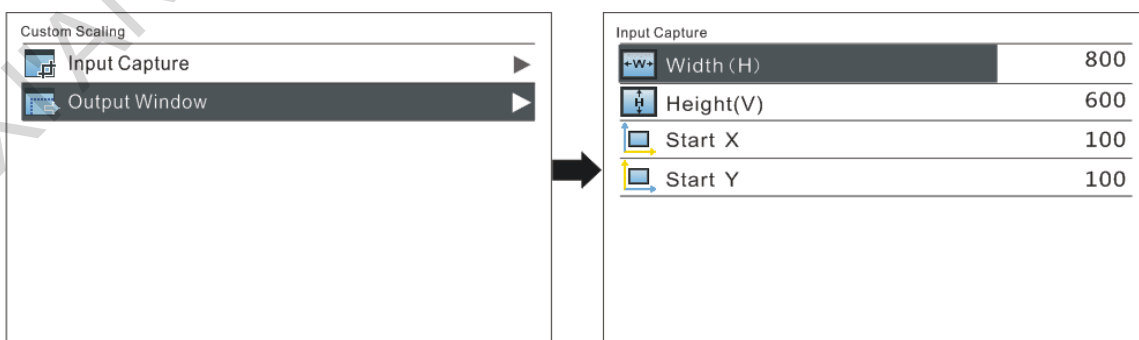 Custom Scaling
Input Capture
Output Window
Input Capture
Width (H) 800
Height(V) 600
Start X 100
Start Y 100